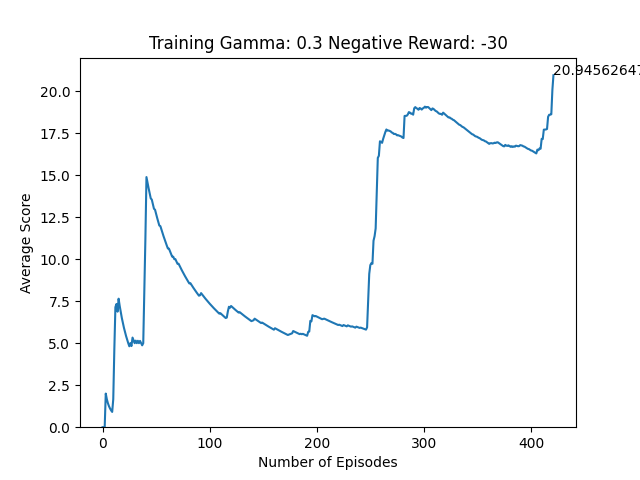 Training Gamma: 0.3 Negative Reward: -30
20.94562647
20.0
17.5
15.0
12.5
10.0
7.5
5.0
2.5
0.0
Average Score
0 100 200 300 400
Number of Episodes